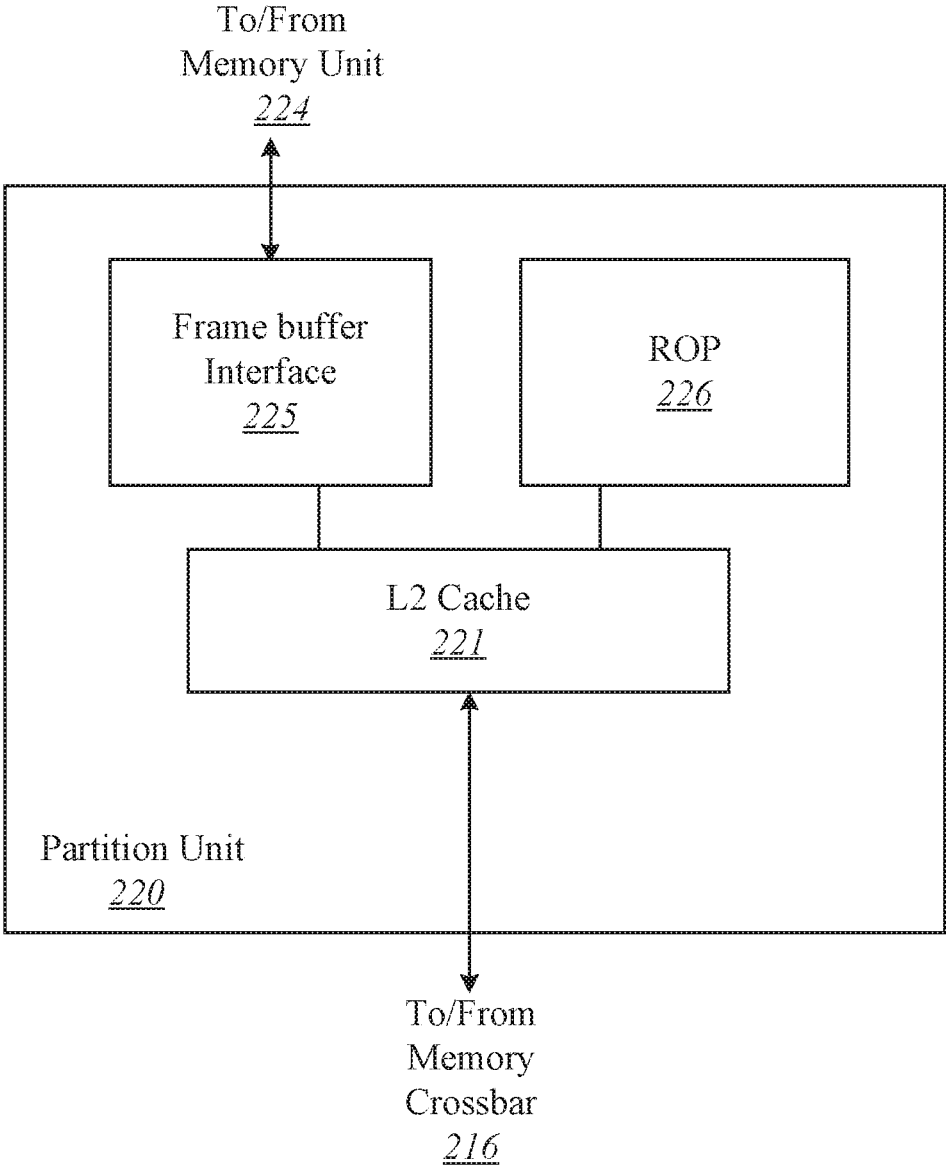 To/From
Memory Unit
224
Frame buffer
Interface
225
ROP
226
L2 Cache
221
Partition Unit
220
To/From
Memory
Crossbar
216